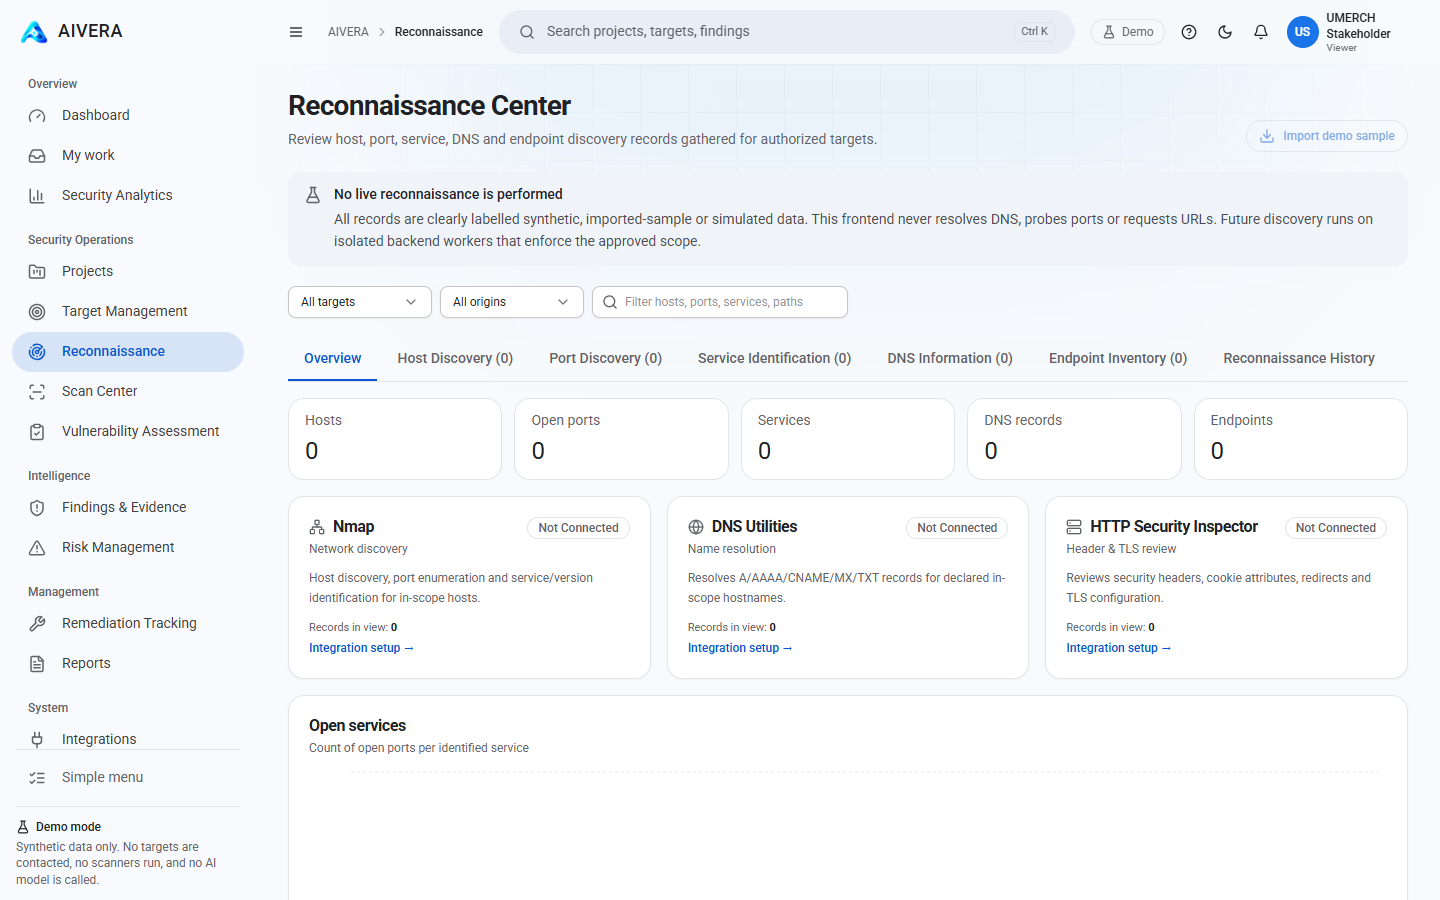 AIVERA
AIVERA > Reconnaissance
Search projects, targets, findings
Ctrl K
Demo
US
UMERCH
Stakeholder
Viewer
Overview
Dashboard
My work
Security Analytics
Security Operations
Projects
Target Management
Reconnaissance
Scan Center
Vulnerability Assessment
Intelligence
Findings & Evidence
Risk Management
Management
Remediation Tracking
Reports
System
Integrations
Simple menu
Demo mode
Synthetic data only. No targets are
contacted, no scanners run, and no AI
model is called.
Reconnaissance Center
Review host, port, service, DNS and endpoint discovery records gathered for authorized targets.
Import demo sample
No live reconnaissance is performed
All records are clearly labelled synthetic, imported-sample or simulated data. This frontend never resolves DNS, probes ports or requests URLs. Future discovery runs on
isolated backend workers that enforce the approved scope.
All targets
All origins
Filter hosts, ports, services, paths
Overview
Host Discovery (0)
Port Discovery (0)
Service Identification (0)
DNS Information (0)
Endpoint Inventory (0)
Reconnaissance History
Hosts
0
Open ports
0
Services
0
DNS records
0
Endpoints
0
Nmap
Not Connected
Network discovery
Host discovery, port enumeration and service/version
identification for in-scope hosts.
Records in view: 0
Integration setup →
DNS Utilities
Not Connected
Name resolution
Resolves A/AAAA/CNAME/MX/TXT records for declared in-
scope hostnames.
Records in view: 0
Integration setup →
HTTP Security Inspector
Not Connected
Header & TLS review
Reviews security headers, cookie attributes, redirects and
TLS configuration.
Records in view: 0
Integration setup →
Open services
Count of open ports per identified service